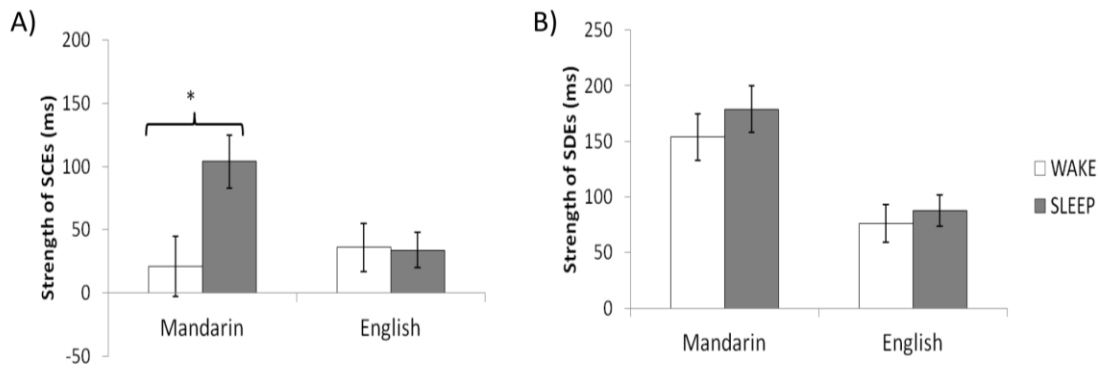 A)
Strength of SCEs (ms)
200
150
100
50
0
-50
*
Mandarin
English
B)
Strength of SDEs (ms)
250
200
150
100
50
0
Mandarin
English
WAKE
SLEEP